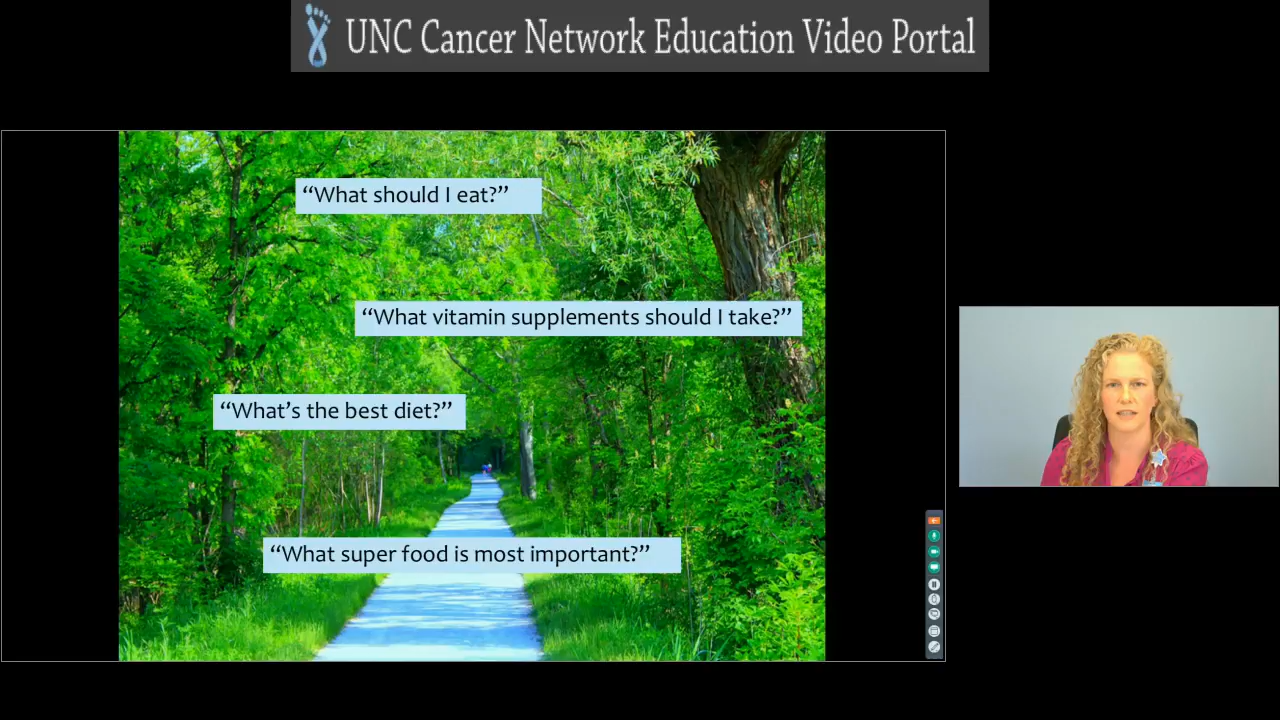 UNC Cancer Network Education Video Portal
“What should I eat?”
“What vitamin supplements should I take?”
“What’s the best diet?”
“What super food is most important?”